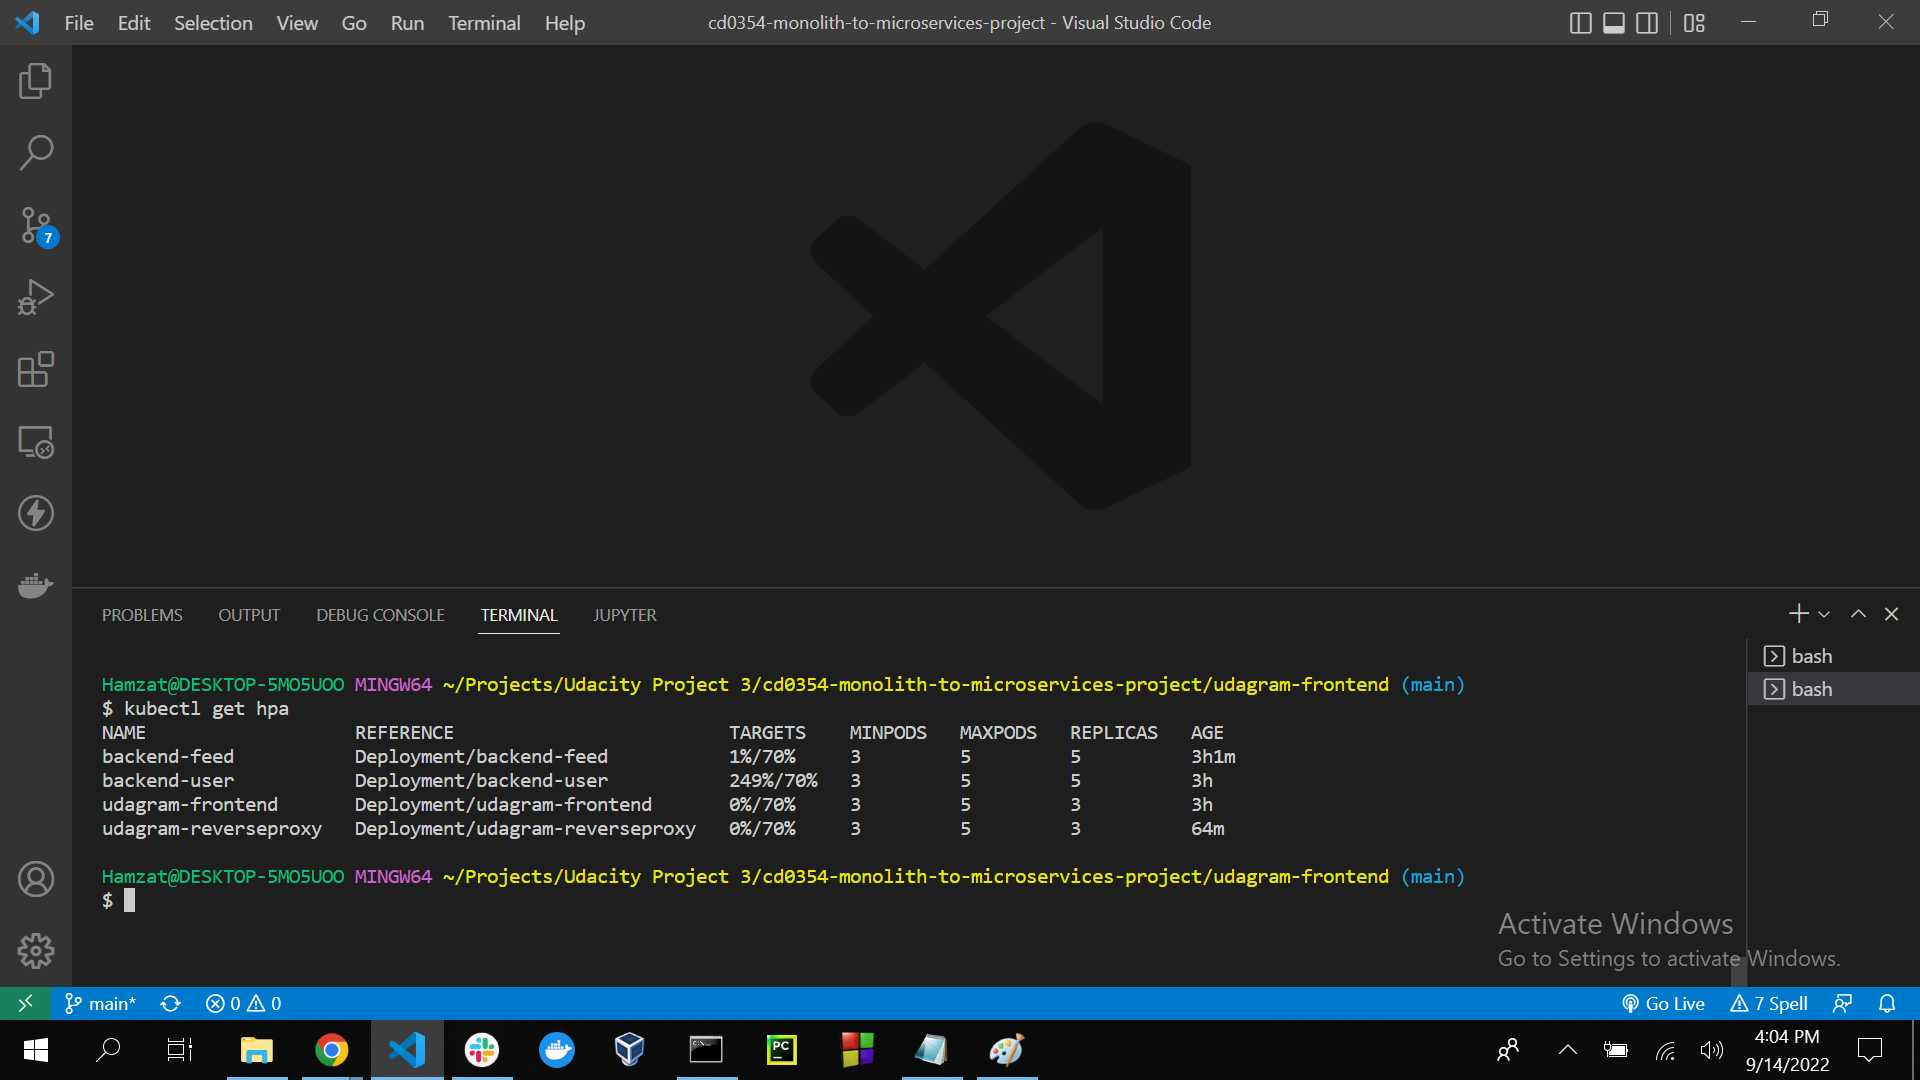 File Edit Selection View Go Run Terminal Help cd0354-monolith-to-microservices-project - Visual Studio Code
7
PROBLEMS OUTPUT DEBUG CONSOLE TERMINAL JUPYTER
bash
bash
Hamzat@DESKTOP-5MO5UOO MINGW64 ~/Projects/Udacity Project 3/cd0354-monolith-to-microservices-project/udagram-frontend (main)
$ kubectl get hpa
NAME REFERENCE TARGETS MINPODS MAXPODS REPLICAS AGE
backend-feed Deployment/backend-feed 1%/70% 3 5 5 3h1m
backend-user Deployment/backend-user 249%/70% 3 5 5 3h
udagram-frontend Deployment/udagram-frontend 0%/70% 3 5 3 3h
udagram-reverseproxy Deployment/udagram-reverseproxy 0%/70% 3 5 3 64m
Hamzat@DESKTOP-5MO5UOO MINGW64 ~/Projects/Udacity Project 3/cd0354-monolith-to-microservices-project/udagram-frontend (main)
$
Activate Windows
Go to Settings to activate Windows.
main* 0 0 Go Live 7 Spell
PC
4:04 PM
9/14/2022